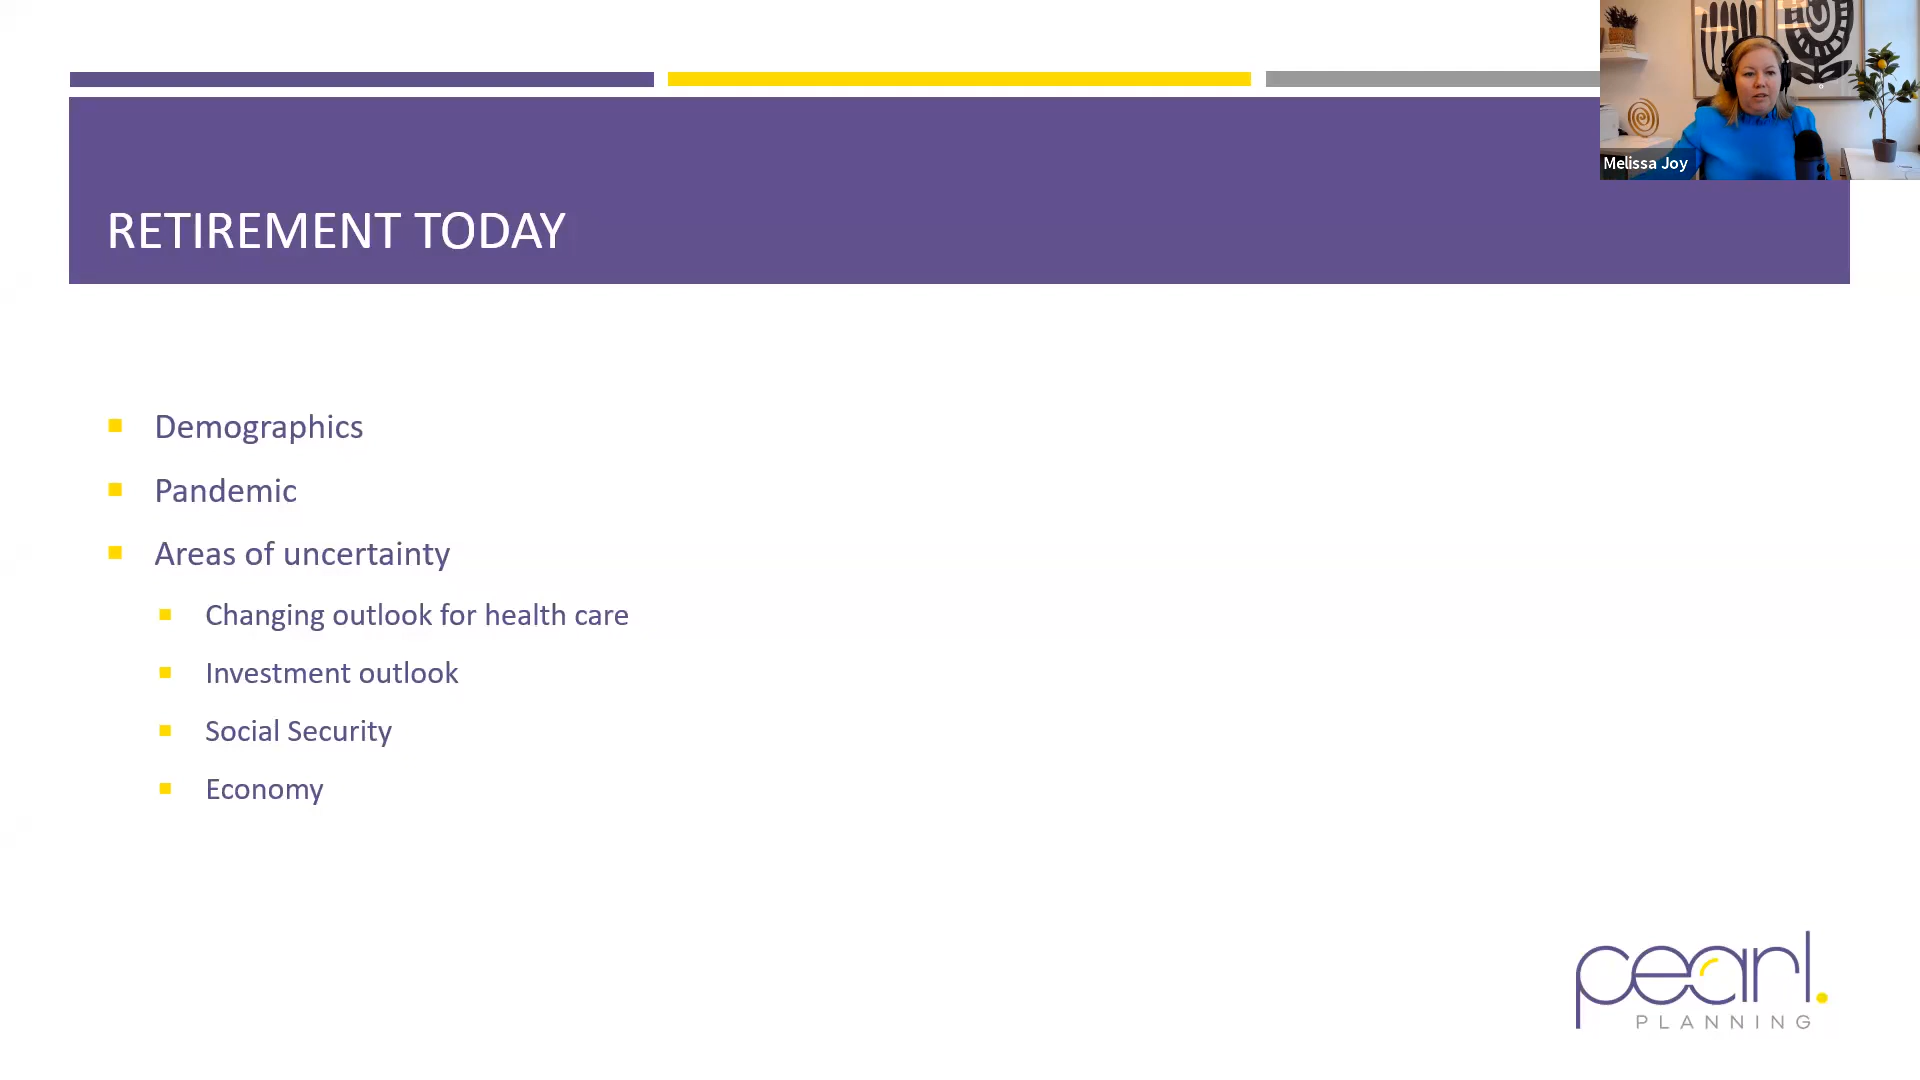 Melissa Joy
RETIREMENT TODAY
Demographics
Pandemic
Areas of uncertainty
Changing outlook for health care
Investment outlook
Social Security
Economy
pearl.
PLANNING